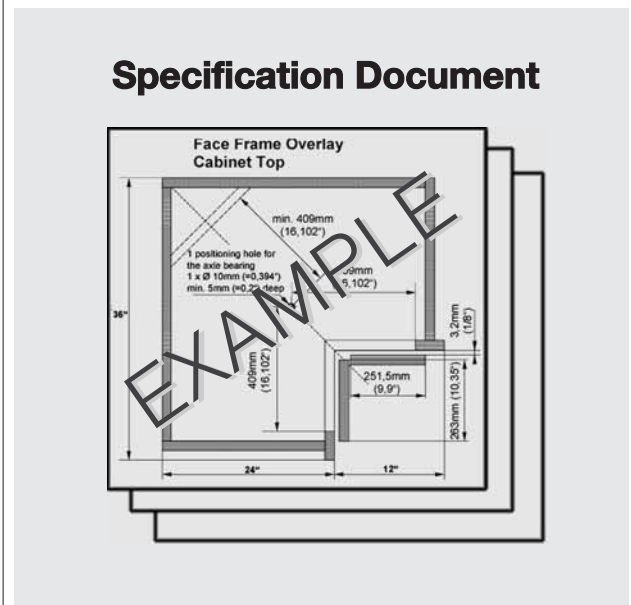 Specification Document
Face Frame Overlay
Cabinet Top
min. 409mm
(16,102")
1 positioning hole for
the axle bearing
1 x Ø 10mm (=0,394")
min. 5mm deep
36"
3,2mm
(1/8")
409mm
(16,102")
251,5mm
(9,9")
263mm (10,35")
24"
12"
EXAMPLE